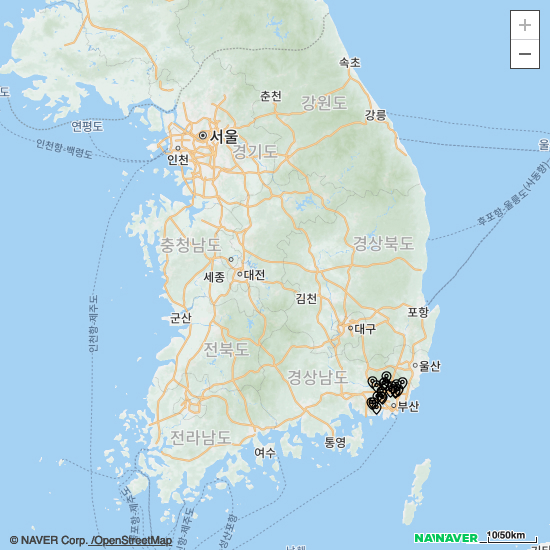 +
−
속초
춘천
강원도
강릉
도
연평도
서울
인천항-백령도
인천
경기도
울
후포항-울릉도(사동항)
충청남도
경상북도
세종
대전
인천항-제주도
김천
군산
포항
대구
전북도
울산
경상남도
부산
전라남도
통영
여수
© NAVER Corp. /OpenStreetMap
NAVER
10/50km